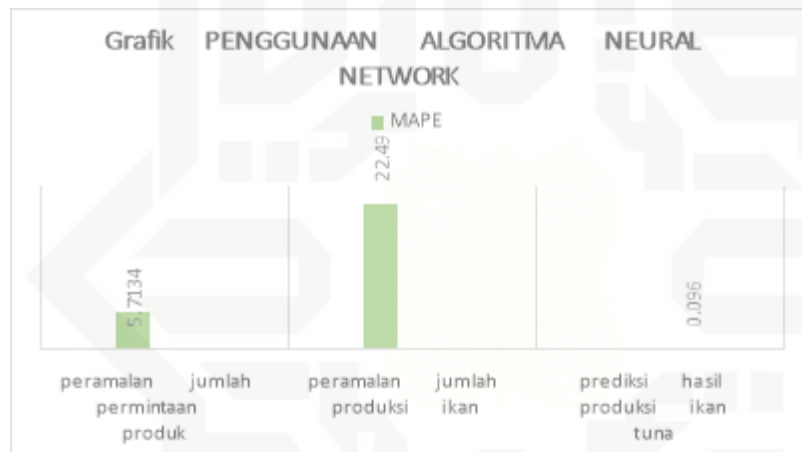 Grafik PENGGUNAAN ALGORITMA NEURAL
NETWORK
MAPE
5.7134
22.49
0.096
peramalan jumlah
permintaan
produk
peramalan jumlah
produksi ikan
prediksi hasil
produksi ikan
tuna